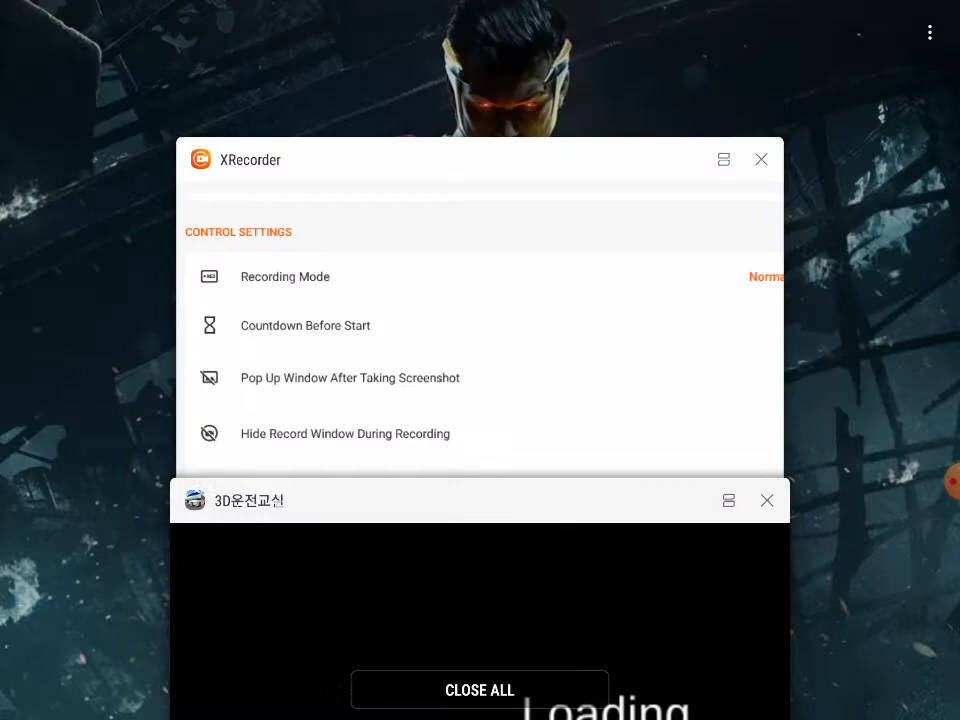 XRecorder
CONTROL SETTINGS
Recording Mode
Norma
Countdown Before Start
Pop Up Window After Taking Screenshot
Hide Record Window During Recording
3D운전교실
CLOSE ALL
Loading